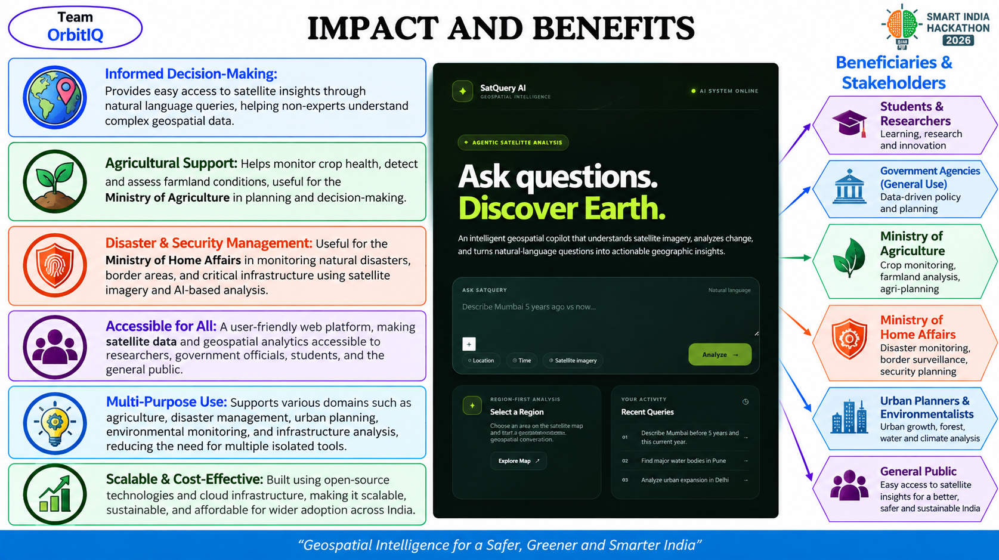 Team
OrbitIQ
IMPACT AND BENEFITS
SMART INDIA
HACKATHON
2026
Informed Decision-Making:
Provides easy access to satellite insights through
natural language queries, helping non-experts understand
complex geospatial data.
Agricultural Support: Helps monitor crop health, detect
and assess farmland conditions, useful for the
Ministry of Agriculture in planning and decision-making.
Disaster & Security Management: Useful for the
Ministry of Home Affairs in monitoring natural disasters,
border areas, and critical infrastructure using satellite
imagery and AI-based analysis.
Accessible for All: A user-friendly web platform, making
satellite data and geospatial analytics accessible to
researchers, government officials, students, and the
general public.
Multi-Purpose Use: Supports various domains such as
agriculture, disaster management, urban planning,
environmental monitoring, and infrastructure analysis,
reducing the need for multiple isolated tools.
Scalable & Cost-Effective: Built using open-source
technologies and cloud infrastructure, making it scalable,
sustainable, and affordable for wider adoption across India.
SatQuery AI
GEOSPATIAL INTELLIGENCE
AI SYSTEM ONLINE
AGENTIC SATELITTE ANALYSIS
Ask questions.
Discover Earth.
An intelligent geospatial copilot that understands satellite imagery, analyzes change,
and turns natural-language questions into actionable geographic insights.
ASK SATQUERY
Natural language
Describe Mumbai 5 years ago vs now...
+
Location
Time
Satellite imagery
Analyze →
REGION-FIRST ANALYSIS
Select a Region
Choose an area on the satellite map
and start a
geospatial converation.
Explore Map ↗
YOUR ACTIVITY
Recent Queries
01 Describe Mumbai before 5 years and
this current year. →
02 Find major water bodies in Pune →
03 Analyze urban expansion in Delhi →
Beneficiaries &
Stakeholders
Students &
Researchers
Learning, research
and innovation
Government Agencies
(General Use)
Data-driven policy
and planning
Ministry of
Agriculture
Crop monitoring,
farmland analysis,
agri-planning
Ministry of
Home Affairs
Disaster monitoring,
border surveillance,
security planning
Urban Planners &
Environmentalists
Urban growth, forest,
water and climate analysis
General Public
Easy access to satellite
insights for a better,
safer and sustainable India
“Geospatial Intelligence for a Safer, Greener and Smarter India”